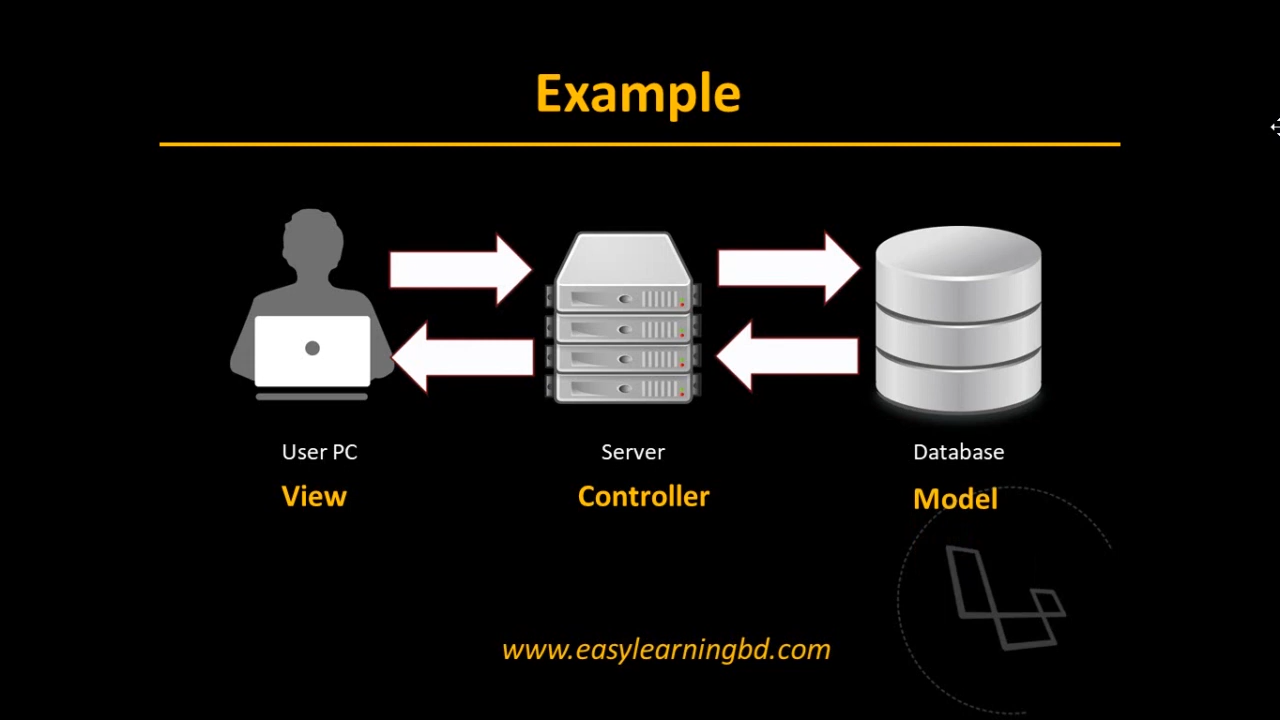 Example
User PC
Server
Database
View
Controller
Model
www.easylearningbd.com